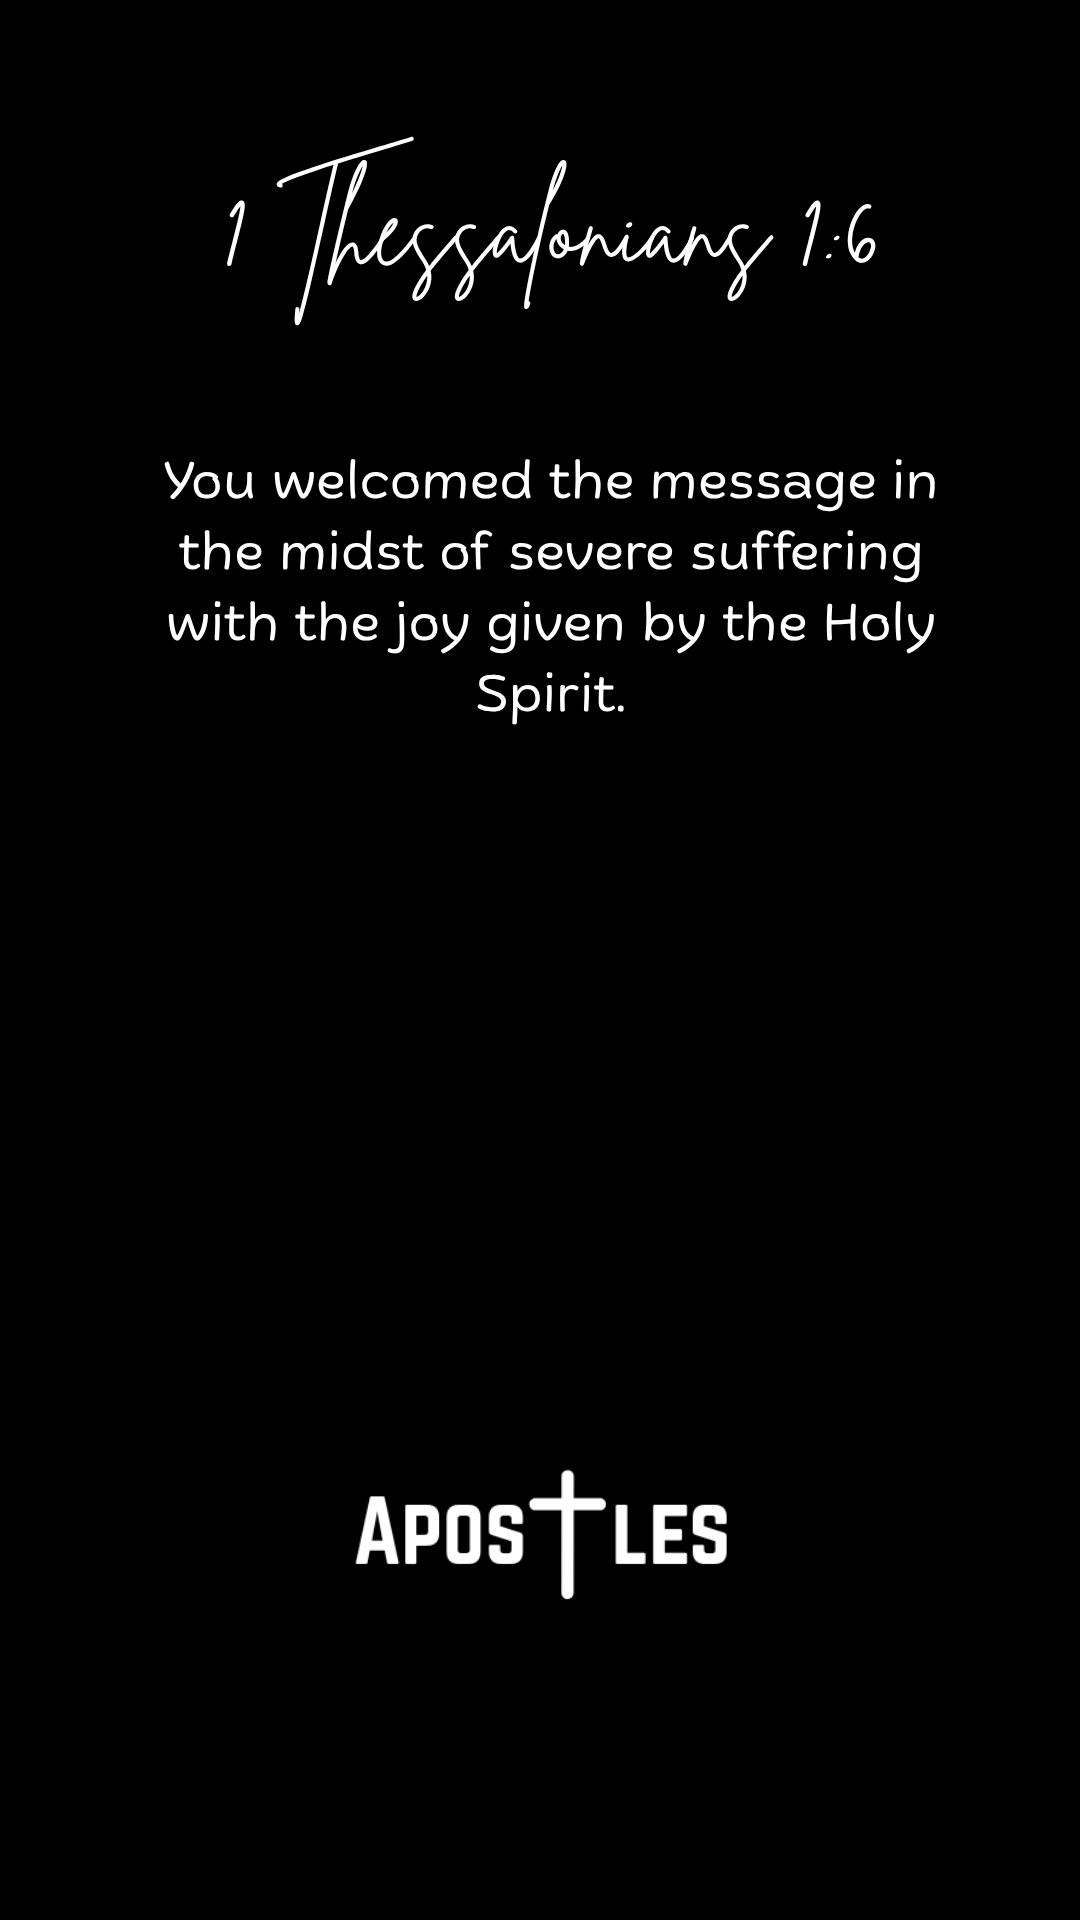 1 Thessalonians 1:6
You welcomed the message in
the midst of severe suffering
with the joy given by the Holy
Spirit.
APOSTLES